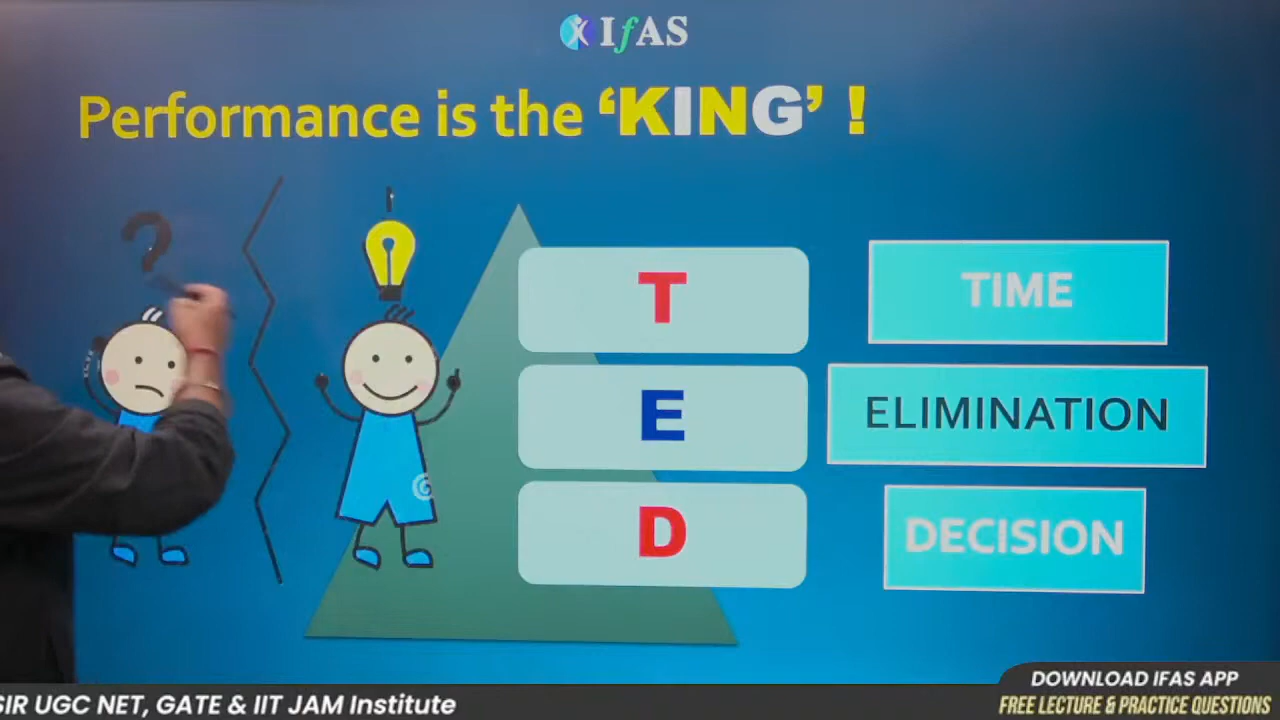 IfAS
Performance is the ‘KING’ !
?
T
TIME
E
ELIMINATION
D
DECISION
SIR UGC NET, GATE & IIT JAM Institute
DOWNLOAD IFAS APP
FREE LECTURE & PRACTICE QUESTIONS